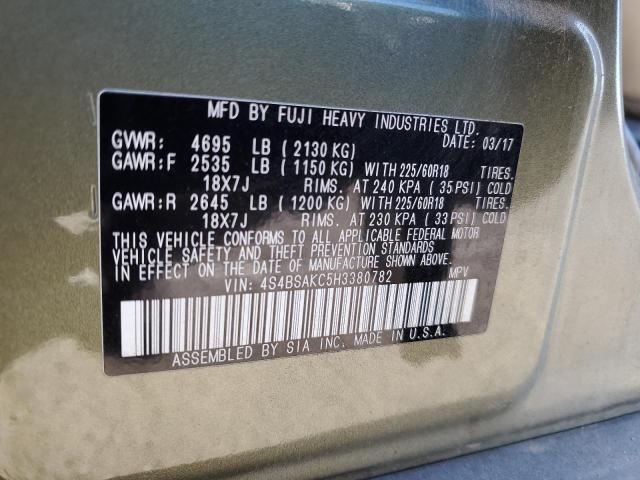 MFD BY FUJI HEAVY INDUSTRIES LTD.
GVWR: 4695 LB ( 2130 KG) DATE: 03/17
GAWR:F 2535 LB ( 1150 KG) WITH 225/60R18 TIRES.
18X7J RIMS. AT 240 KPA ( 35 PSI) COLD
GAWR:R 2645 LB ( 1200 KG) WITH 225/60R18 TIRES.
18X7J RIMS. AT 230 KPA ( 33 PSI) COLD
THIS VEHICLE CONFORMS TO ALL APPLICABLE FEDERAL MOTOR
VEHICLE SAFETY AND THEFT PREVENTION STANDARDS
IN EFFECT ON THE DATE OF MANUFACTURE SHOWN ABOVE.
VIN: 4S4BSAKC5H3380782 MPV
ASSEMBLED BY SIA INC. MADE IN U.S.A.